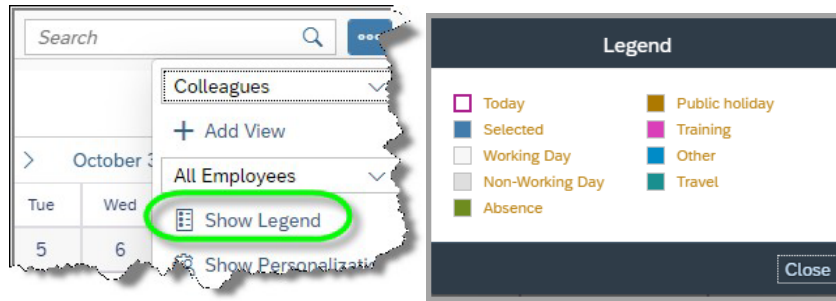 Search
Colleagues
+ Add View
October 3
All Employees
Tue Wed
Show Legend
5 6
Show Personalizatio
Legend
Today
Selected
Working Day
Non-Working Day
Absence
Public holiday
Training
Other
Travel
Close